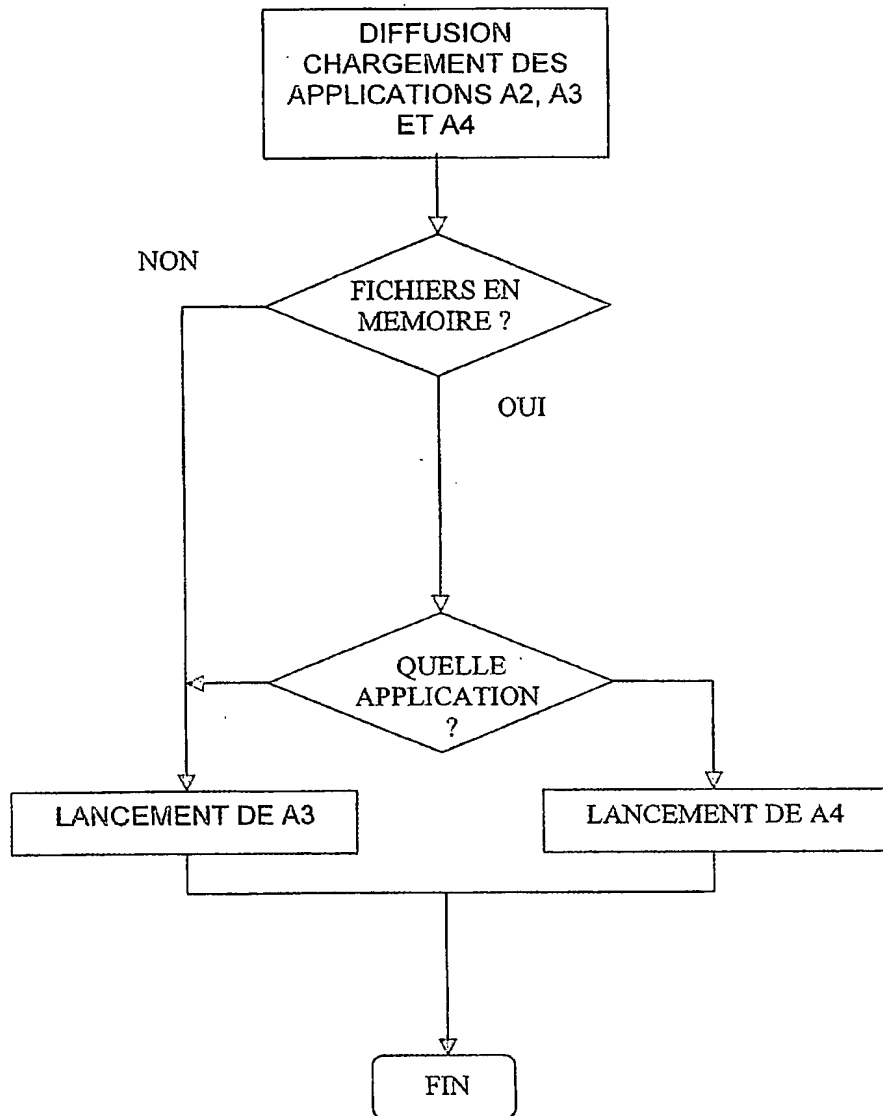 DIFFUSION
CHARGEMENT DES
APPLICATIONS A2, A3
ET A4
NON
FICHIERS EN
MEMOIRE ?
OUI
QUELLE
APPLICATION
?
LANCEMENT DE A3
LANCEMENT DE A4
FIN